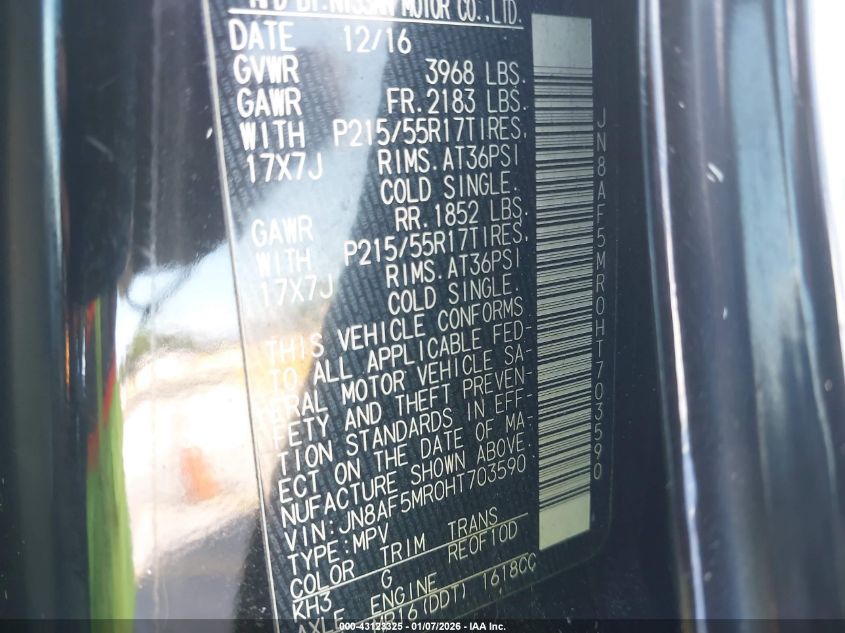 MFD BY:NISSAN MOTOR CO.,LTD.
DATE 12/16
GVWR 3968 LBS.
GAWR FR.2183 LBS.
WITH P215/55R17TIRES.
17X7J RIMS.AT36PSI
COLD SINGLE.
GAWR RR.1852 LBS.
WITH P215/55R17TIRES.
17X7J RIMS.AT36PSI
COLD SINGLE.
THIS VEHICLE CONFORMS
TO ALL APPLICABLE FED-
ERAL MOTOR VEHICLE SA-
FETY AND THEFT PREVEN-
TION STANDARDS IN EFF-
ECT ON THE DATE OF MA-
NUFACTURE SHOWN ABOVE.
VIN:JN8AF5MR0HT703590
TYPE:MPV
COLOR TRIM TRANS
KH3 G RE0F10D
AXLE ENGINE
MR16(DDT) 1618CC
JN8AF5MR0HT703590
000-43123325 - 01/07/2026 - IAA Inc.